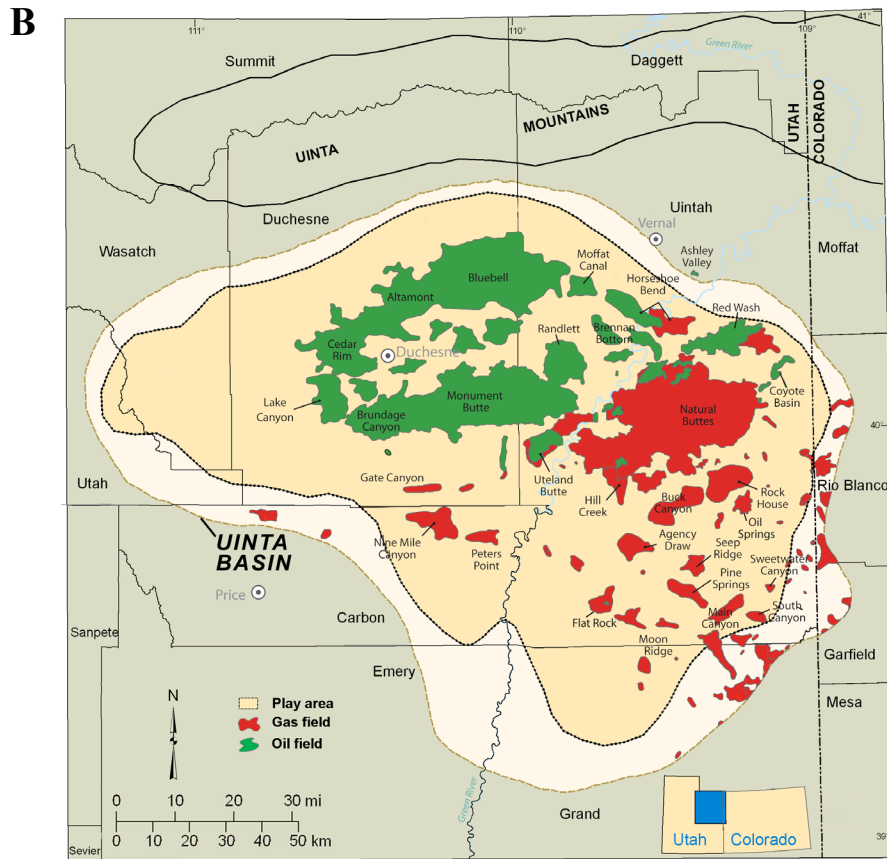 B
111°
110°
109°
41°
Summit
Daggett
Green River
UINTA
MOUNTAINS
UTAH
COLORADO
Duchesne
Uintah
Vernal
Wasatch
Moffat
Ashley
Valley
Moffat
Canal
Horseshoe
Bend
Bluebell
Altamont
Red Wash
Randlett
Brennan
Bottom
Cedar
Rim
Duchesne
Lake
Canyon
Monument
Butte
Brundage
Canyon
Coyote
Basin
Natural
Buttes
40°
Gate Canyon
Uteland
Butte
Utah
Hill
Creek
Buck
Canyon
Rock
House
Rio Blanco
Oil
Springs
UINTA
BASIN
Nine Mile
Canyon
Peters
Point
Agency
Draw
Seep
Ridge
Sweetwater
Canyon
Pine
Springs
Price
Carbon
Flat Rock
Main
Canyon
South
Canyon
Sanpete
Moon
Ridge
Garfield
Emery
Mesa
N
Play area
Gas field
Oil field
0 10 20 30 mi
0 10 20 30 40 50 km
Green River
Grand
Utah
Colorado
Sevier
39°